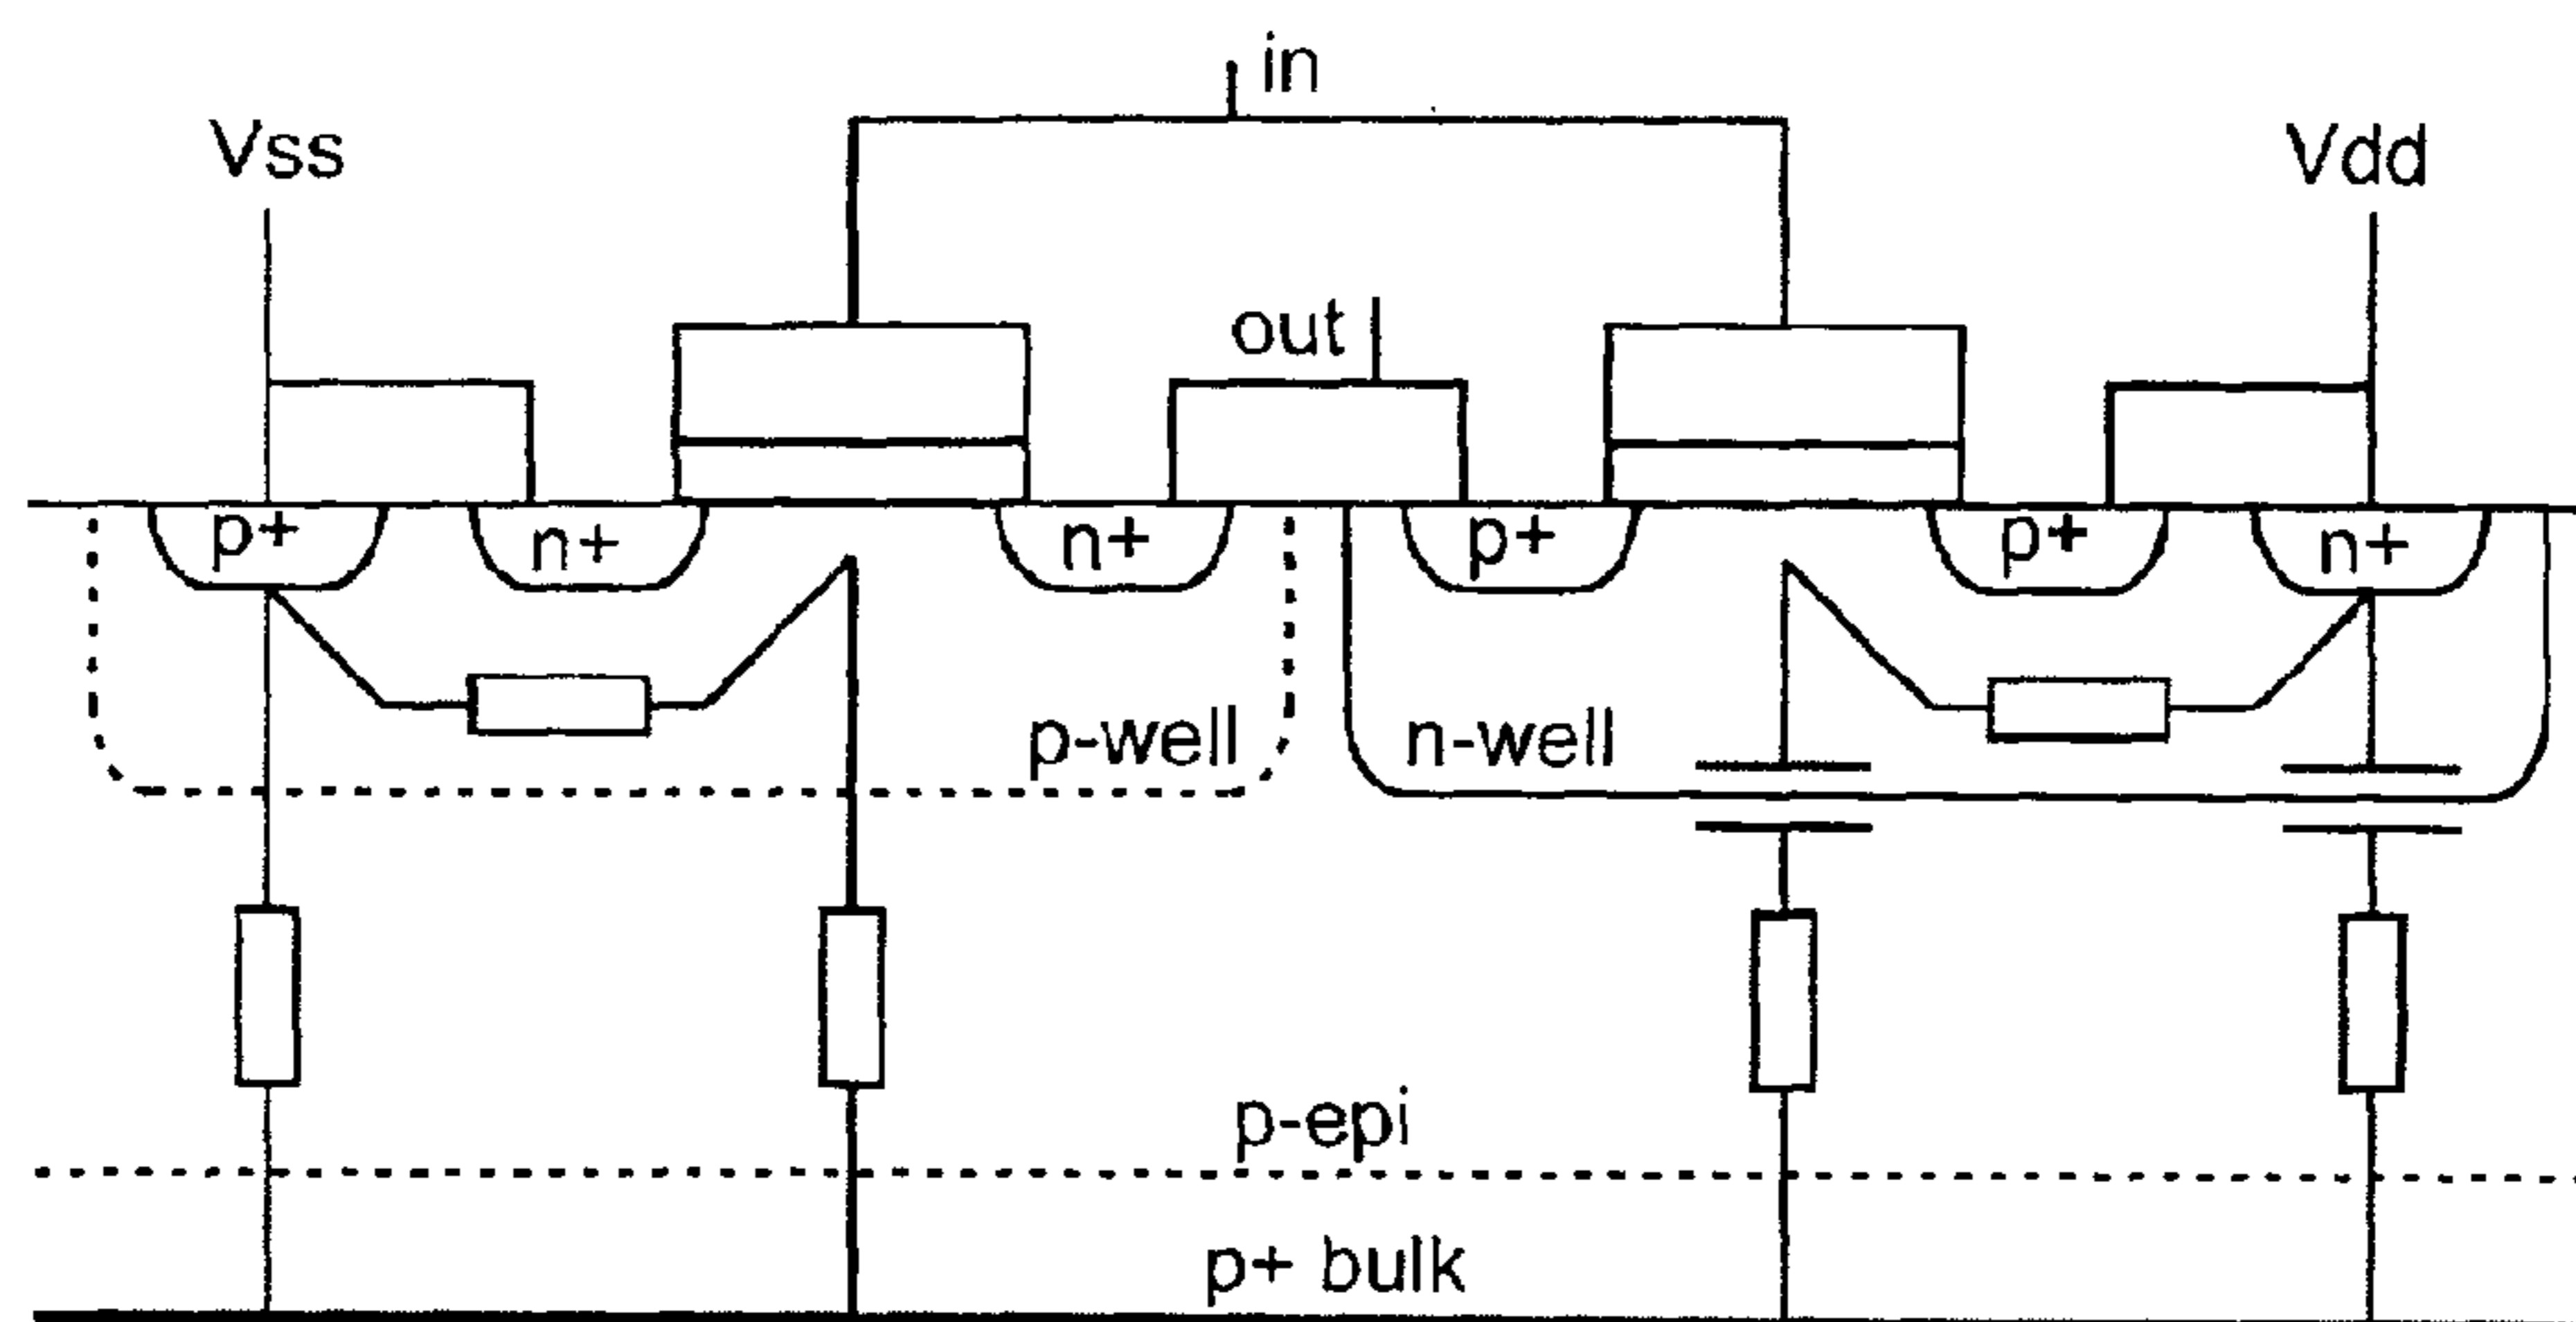 in
Vss
Vdd
out
p+ n+ n+ p+ p+ n+
p-well n-well
p-epi
p+ bulk